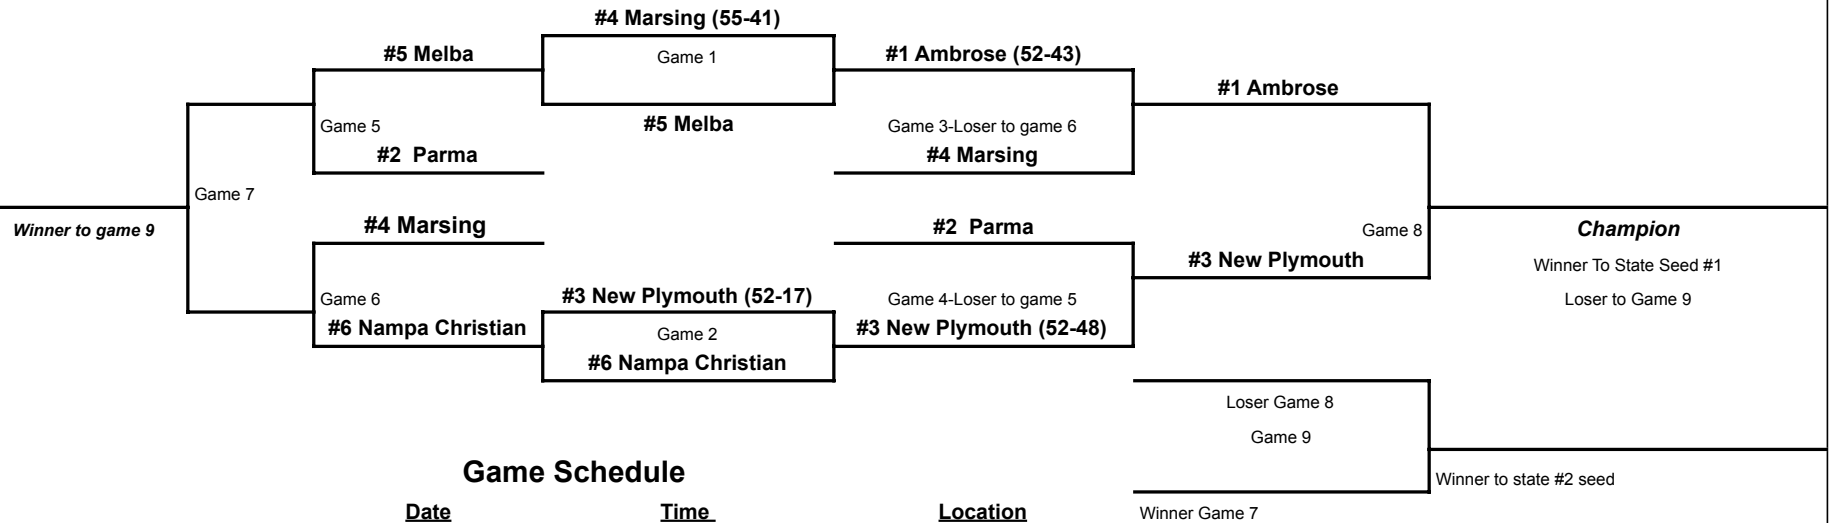 #4 Marsing (55-41)
#5 Melba
Game 1
#1 Ambrose (52-43)
#1 Ambrose
Game 5
#5 Melba
Game 3-Loser to game 6
#2  Parma
#4 Marsing
Game 7
Winner to game 9
#4 Marsing
#2  Parma
Game 8
Champion
#3 New Plymouth
Winner To State Seed #1
Game 6
#3 New Plymouth (52-17)
Game 4-Loser to game 5
Loser to Game 9
#6 Nampa Christian
Game 2
#3 New Plymouth (52-48)
#6 Nampa Christian
Loser Game 8
Game 9
Game Schedule
Winner to state #2 seed
Date Time Location
Winner Game 7